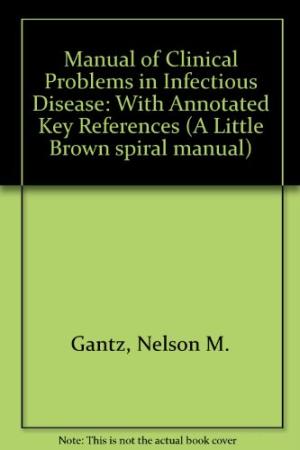 Manual of Clinical
Problems in Infectious
Disease: With Annotated
Key References (A Little
Brown spiral manual)
Gantz, Nelson M.
Note: This is not the actual book cover